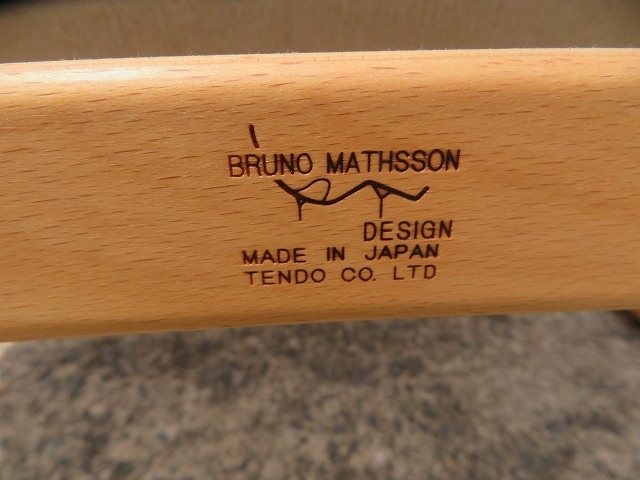 BRUNO MATHSSON
DESIGN
MADE IN JAPAN
TENDO CO. LTD